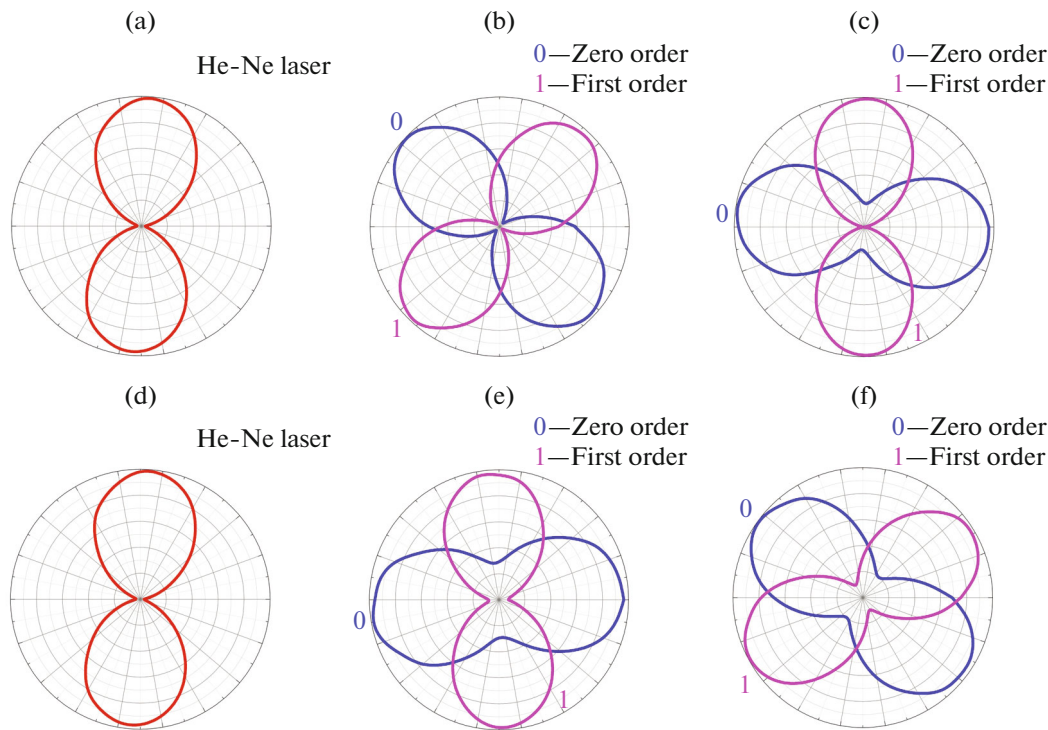 (a)
He-Ne laser
(b)
0—Zero order
1—First order
0
1
(c)
0—Zero order
1—First order
0
1
(d)
He-Ne laser
(e)
0—Zero order
1—First order
0
1
(f)
0—Zero order
1—First order
0
1